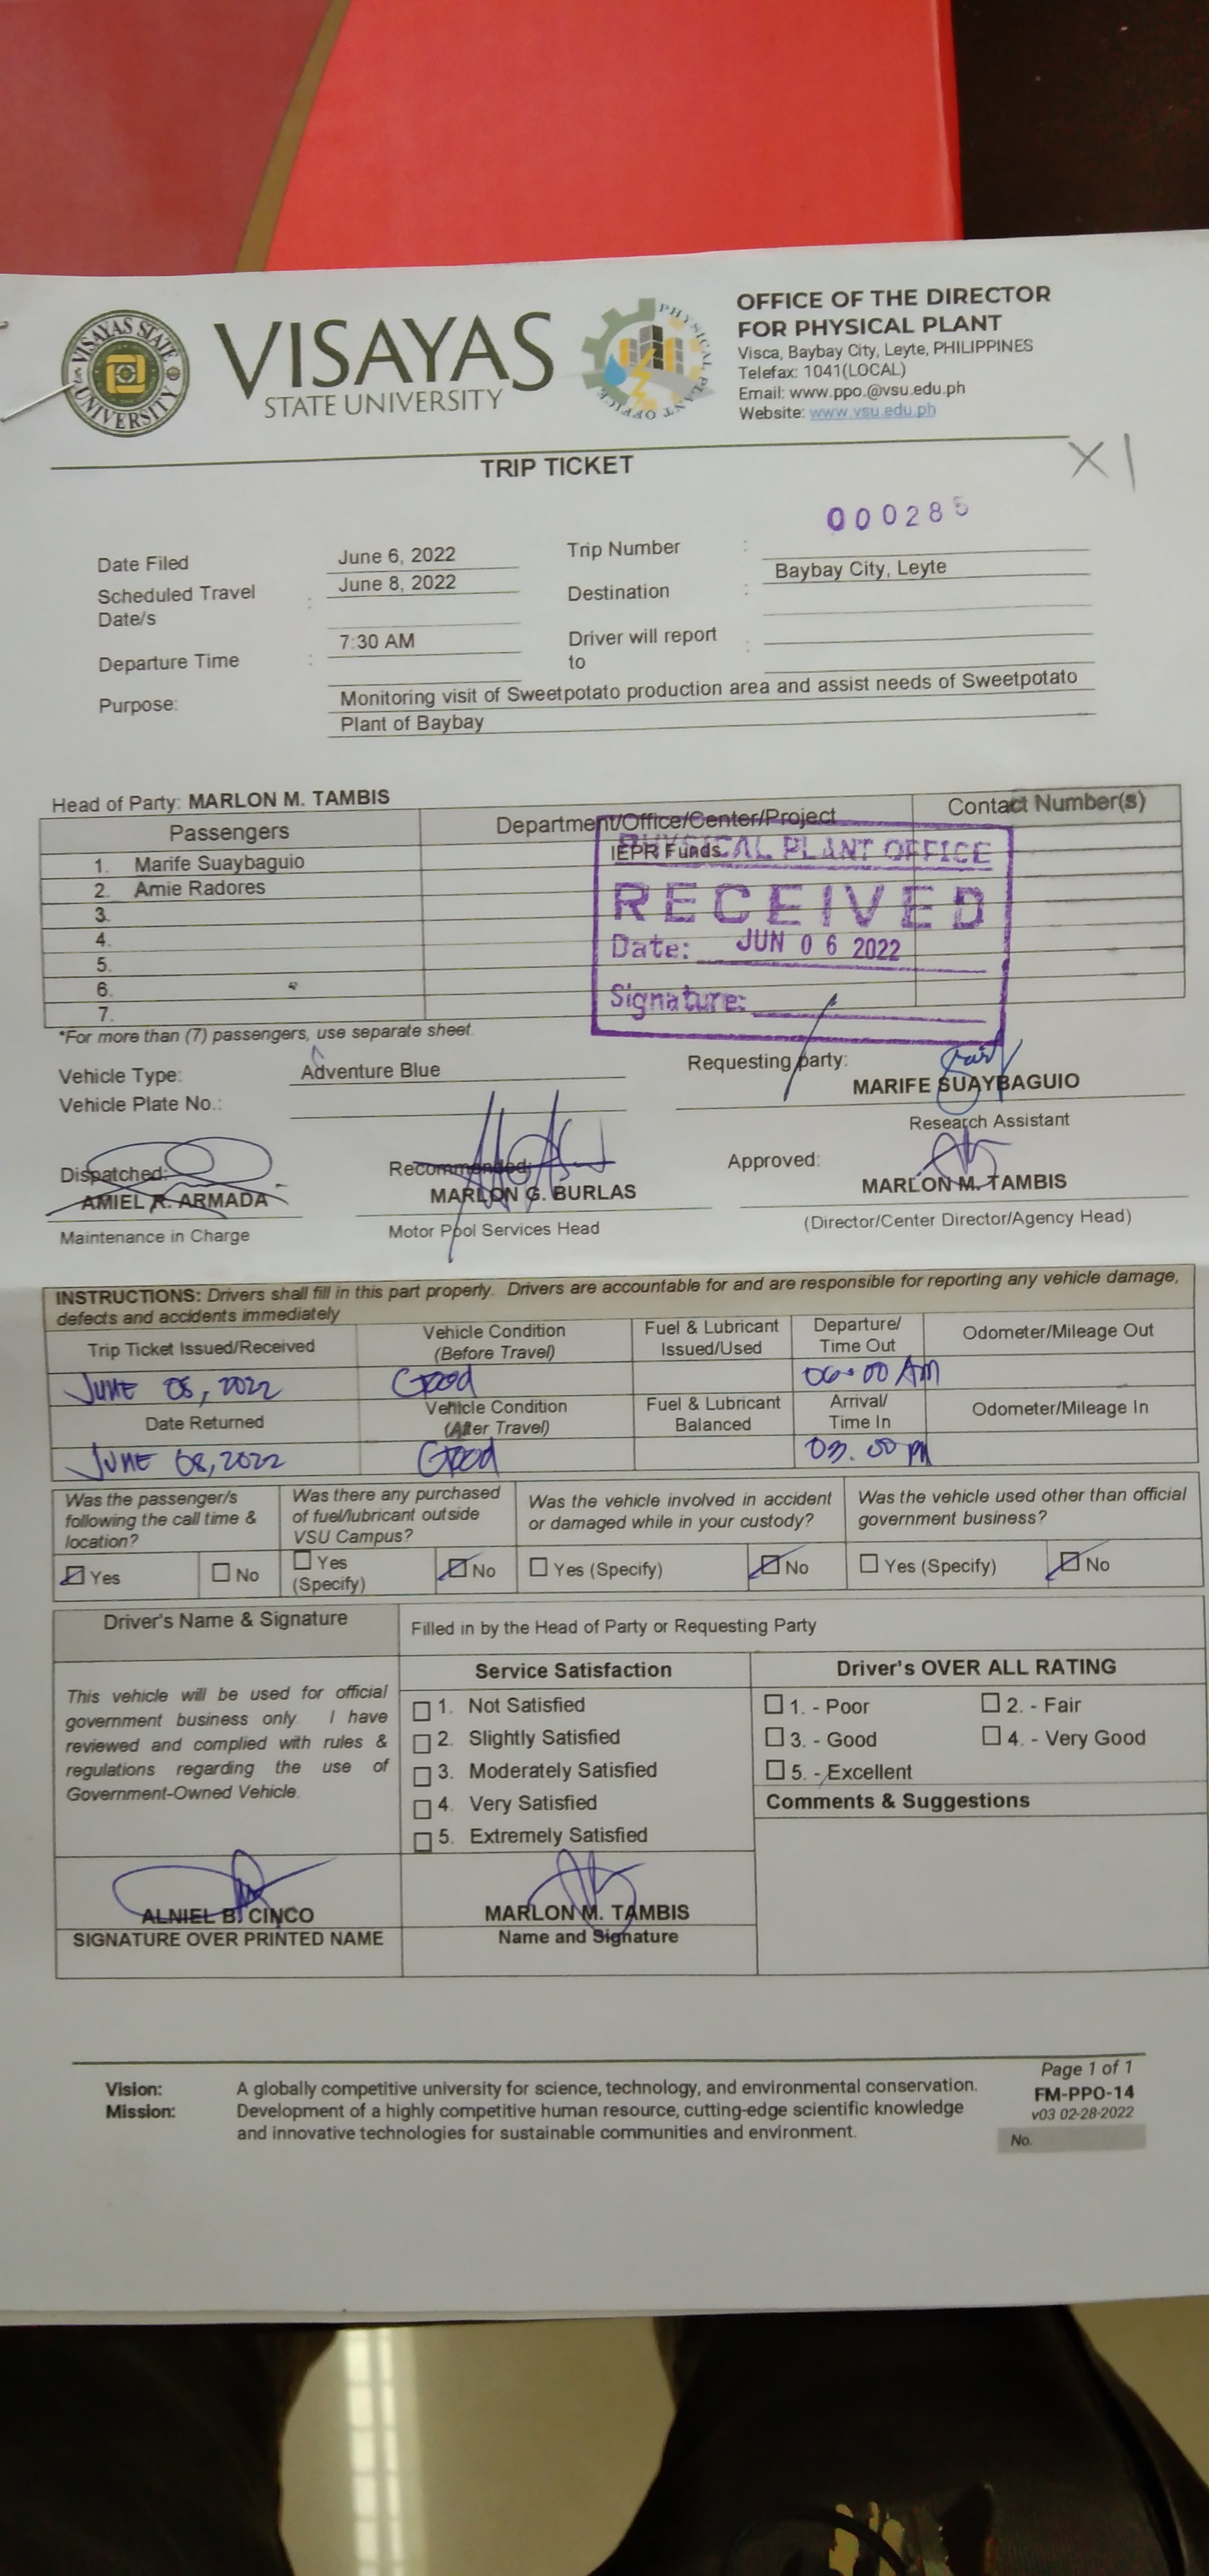 VISAYAS STATE UNIVERSITY
VISAYAS
STATE UNIVERSITY
PHYSICAL PLANT OFFICE
OFFICE OF THE DIRECTOR
FOR PHYSICAL PLANT
Visca, Baybay City, Leyte, PHILIPPINES
Telefax: 1041(LOCAL)
Email: www.ppo.@vsu.edu.ph
Website: www.vsu.edu.ph
TRIP TICKET
X1
000285
Date Filed June 6, 2022 Trip Number :
Scheduled Travel Date/s : June 8, 2022 Destination : Baybay City, Leyte
Departure Time : 7:30 AM Driver will report to :
Purpose: Monitoring visit of Sweetpotato production area and assist needs of Sweetpotato
Plant of Baybay
Head of Party: MARLON M. TAMBIS
Passengers Department/Office/Center/Project Contact Number(s)
1. Marife Suaybaguio IEPR Funds
2. Amie Radores
3.
4.
5.
6.
7.
PHYSICAL PLANT OFFICE
RECEIVED
Date: JUN 06 2022
Signature:
*For more than (7) passengers, use separate sheet.
Vehicle Type: Adventure Blue Requesting party:
Vehicle Plate No.: MARIFE SUAYBAGUIO
Research Assistant
Dispatched: Recommended: Approved:
AMIEL R. ARMADA MARLON G. BURLAS MARLON M. TAMBIS
Maintenance in Charge Motor Pool Services Head (Director/Center Director/Agency Head)
INSTRUCTIONS: Drivers shall fill in this part properly. Drivers are accountable for and are responsible for reporting any vehicle damage,
defects and accidents immediately
Trip Ticket Issued/Received Vehicle Condition (Before Travel) Fuel & Lubricant Issued/Used Departure/ Time Out Odometer/Mileage Out
JUNE 08, 2022 Good 06:00 AM
Date Returned Vehicle Condition (After Travel) Fuel & Lubricant Balanced Arrival/ Time In Odometer/Mileage In
JUNE 08, 2022 Good 03:00 PM
Was the passenger/s following the call time & location? Was there any purchased of fuel/lubricant outside VSU Campus? Was the vehicle involved in accident or damaged while in your custody? Was the vehicle used other than official government business?
Yes No Yes (Specify) No Yes (Specify) No Yes (Specify) No
Driver's Name & Signature Filled in by the Head of Party or Requesting Party
Service Satisfaction Driver's OVER ALL RATING
This vehicle will be used for official
government business only. I have
reviewed and complied with rules &
regulations regarding the use of
Government-Owned Vehicle.
1. Not Satisfied
2. Slightly Satisfied
3. Moderately Satisfied
4. Very Satisfied
5. Extremely Satisfied
1. - Poor 2. - Fair
3. - Good 4. - Very Good
5. - Excellent
Comments & Suggestions
ALNIEL B. CINCO MARLON M. TAMBIS
SIGNATURE OVER PRINTED NAME Name and Signature
Page 1 of 1
FM-PPO-14
v03 02-28-2022
No.
Vision: A globally competitive university for science, technology, and environmental conservation.
Mission: Development of a highly competitive human resource, cutting-edge scientific knowledge
and innovative technologies for sustainable communities and environment.